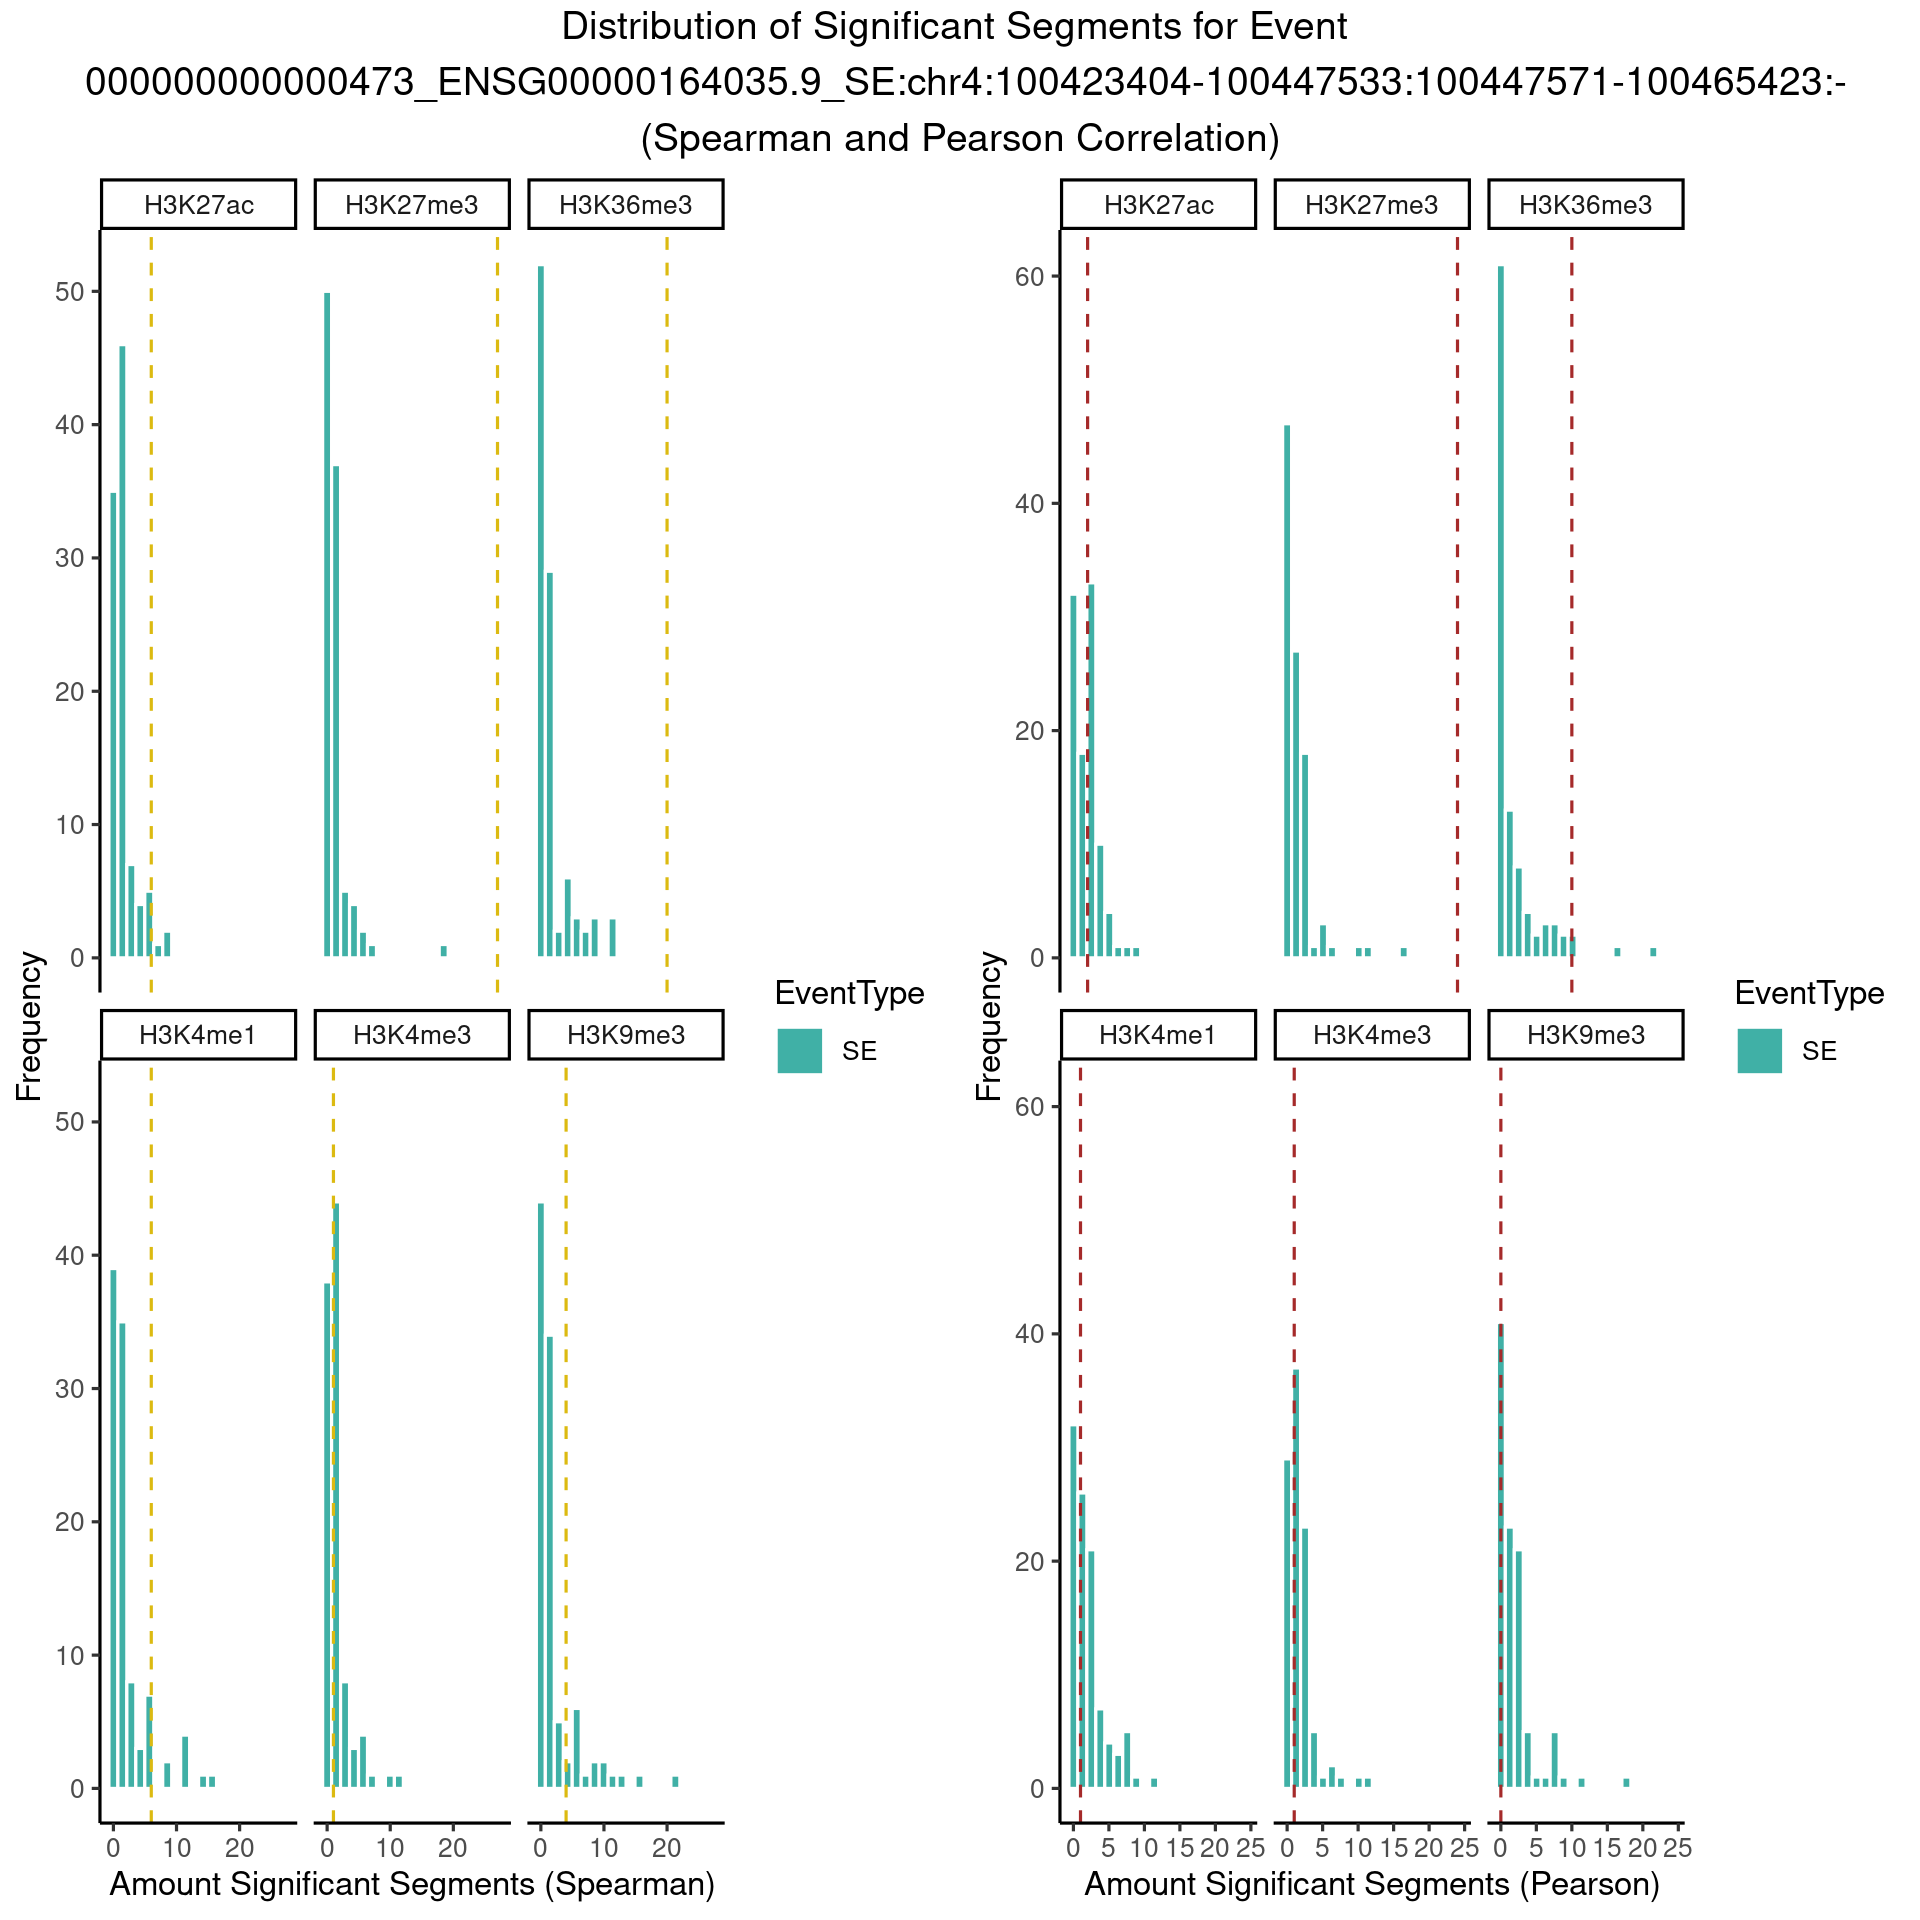 Distribution of Significant Segments for Event
000000000000473_ENSG00000164035.9_SE:chr4:100423404-100447533:100447571-100465423:-
(Spearman and Pearson Correlation)
H3K27ac H3K27me3 H3K36me3
50
40
30
20
10
0
H3K4me1 H3K4me3 H3K9me3
50
40
30
20
10
0
0 10 20 0 10 20 0 10 20
Frequency
Amount Significant Segments (Spearman)
EventType
SE
H3K27ac H3K27me3 H3K36me3
60
40
20
0
H3K4me1 H3K4me3 H3K9me3
60
40
20
0
0 5 10 15 20 25 0 5 10 15 20 25 0 5 10 15 20 25
Frequency
Amount Significant Segments (Pearson)
EventType
SE